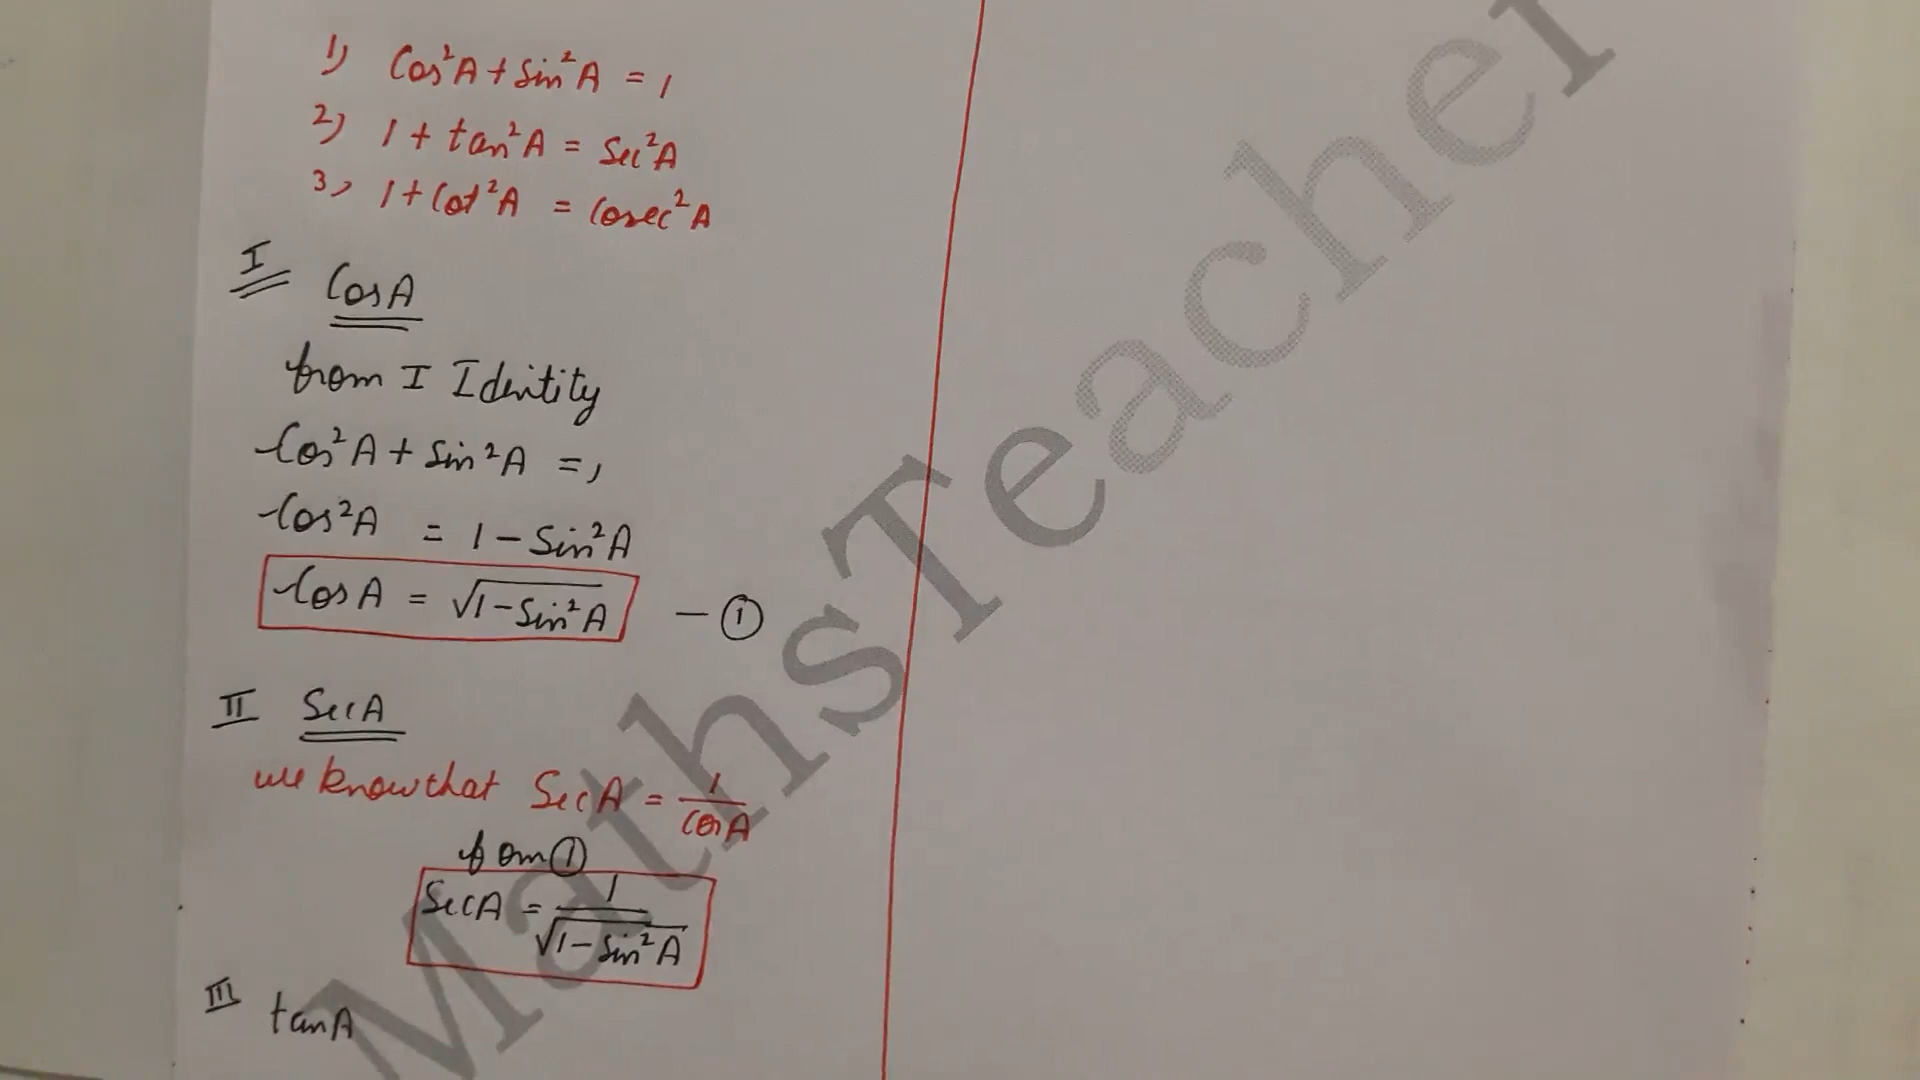 1) Cos²A + Sin²A = 1
2) 1 + tan²A = Sec²A
3) 1 + Cot²A = Cosec²A
I CosA
from I Identity
Cos²A + Sin²A = 1
Cos²A = 1 - Sin²A
Cos A = √1 - Sin²A - ①
II SecA
we know that SecA = 1/CosA
from ①
SecA = 1/√1 - Sin²A
III tanA
MathsTeacher